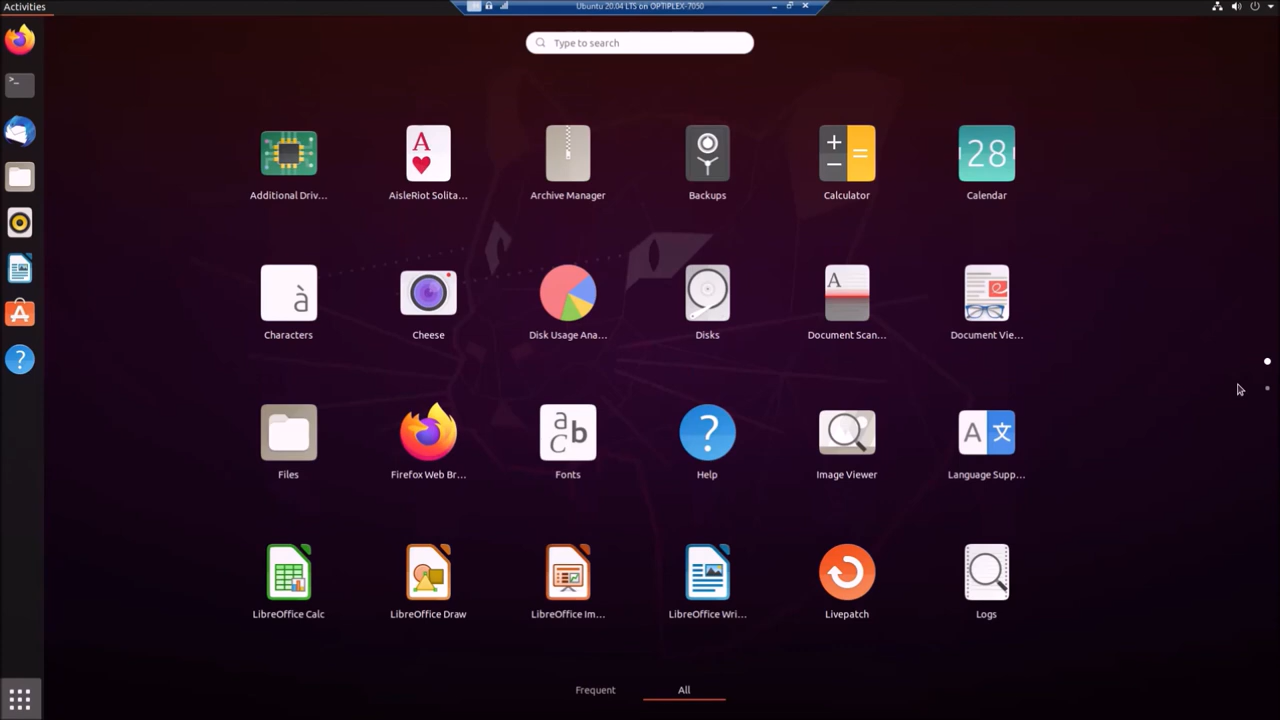 Activities
Ubuntu 20.04 LTS on OPTIPLEX-7050
Type to search
Additional Driv...
AisleRiot Solita...
Archive Manager
Backups
Calculator
28
Calendar
Characters
Cheese
Disk Usage Ana...
Disks
Document Scan...
Document Vie...
Files
Firefox Web Br...
Fonts
Help
Image Viewer
Language Supp...
LibreOffice Calc
LibreOffice Draw
LibreOffice Im...
LibreOffice Wri...
Livepatch
Logs
Frequent
All